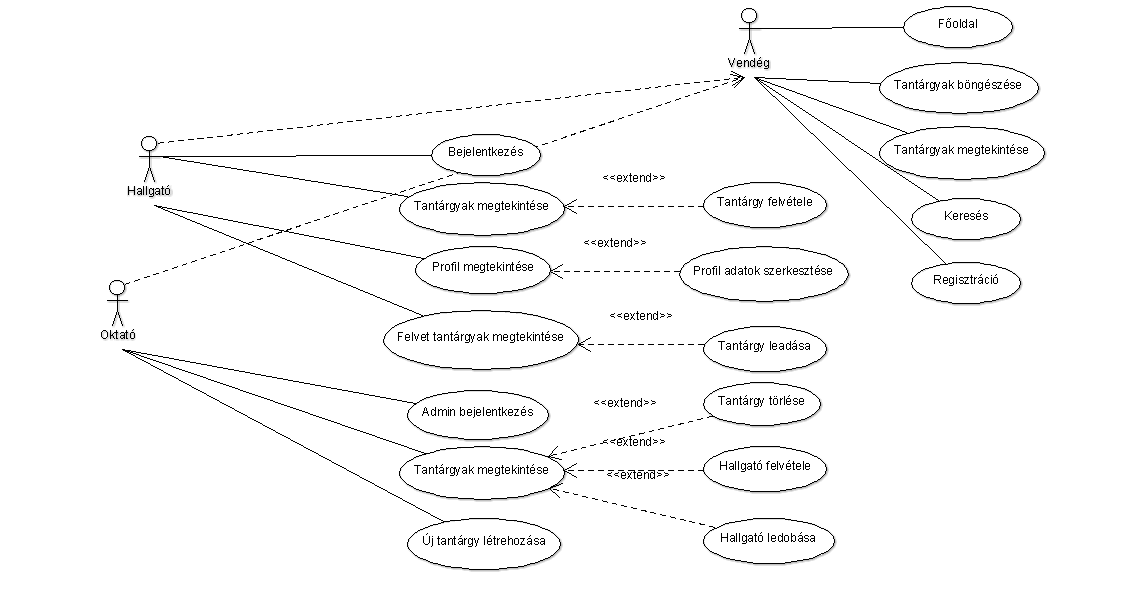 Főoldal
Vendég
Tantárgyak böngészése
Tantárgyak megtekintése
Bejelentkezés
Hallgató
<<extend>>
Tantárgyak megtekintése
Tantárgy felvétele
Keresés
<<extend>>
Profil megtekintése
Profil adatok szerkesztése
Regisztráció
<<extend>>
Oktató
Felvet tantárgyak megtekintése
Tantárgy leadása
<<extend>>
Tantárgy törlése
Admin bejelentkezés
<<extend>>
Tantárgyak megtekintése
Hallgató felvétele
<<extend>>
Új tantárgy létrehozása
Hallgató ledobása